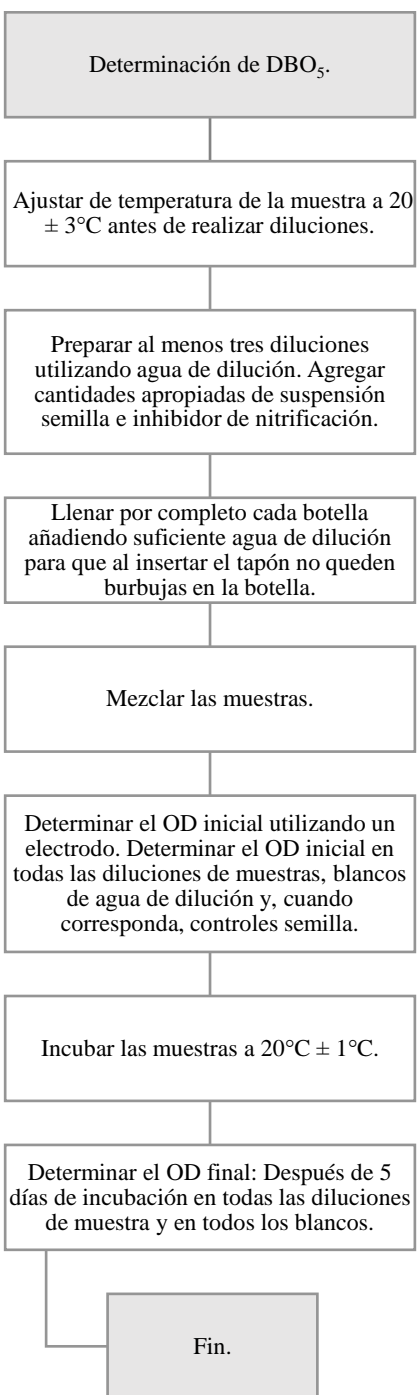 Determinación de DBO₅.
Ajustar de temperatura de la muestra a 20
± 3°C antes de realizar diluciones.
Preparar al menos tres diluciones
utilizando agua de dilución. Agregar
cantidades apropiadas de suspensión
semilla e inhibidor de nitrificación.
Llenar por completo cada botella
añadiendo suficiente agua de dilución
para que al insertar el tapón no queden
burbujas en la botella.
Mezclar las muestras.
Determinar el OD inicial utilizando un
electrodo. Determinar el OD inicial en
todas las diluciones de muestras, blancos
de agua de dilución y, cuando
corresponda, controles semilla.
Incubar las muestras a 20°C ± 1°C.
Determinar el OD final: Después de 5
días de incubación en todas las diluciones
de muestra y en todos los blancos.
Fin.